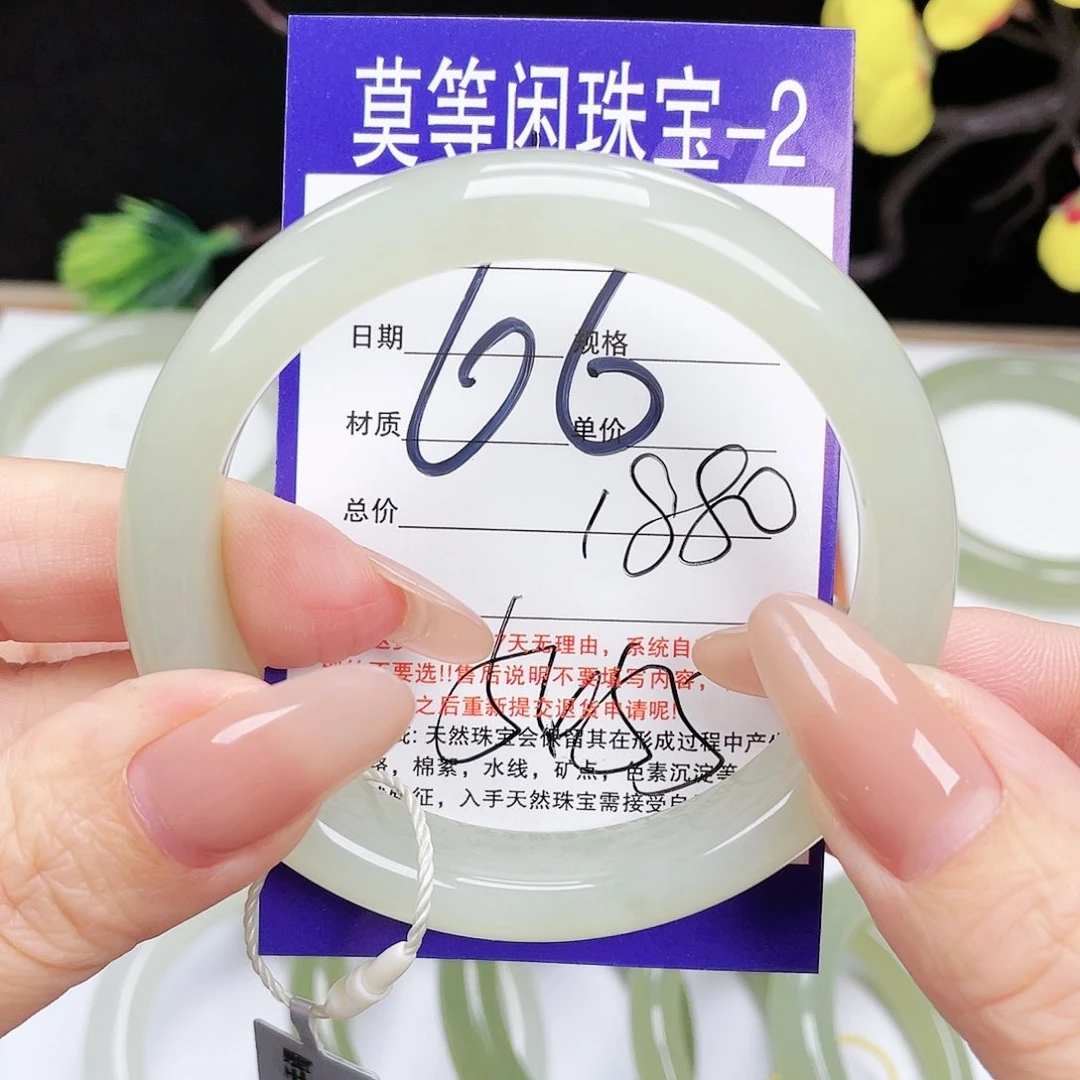 莫等闲珠宝-2
66
日期 规格
材质 单价
1880
总价
7天无理由，系统自
不要选!!售后说明不要填写内容，
之后重新提交退货申请呢!
天然珠宝会保留其在形成过程中产
，棉絮，水线，矿点，色素沉淀等
征，入手天然珠宝需接受